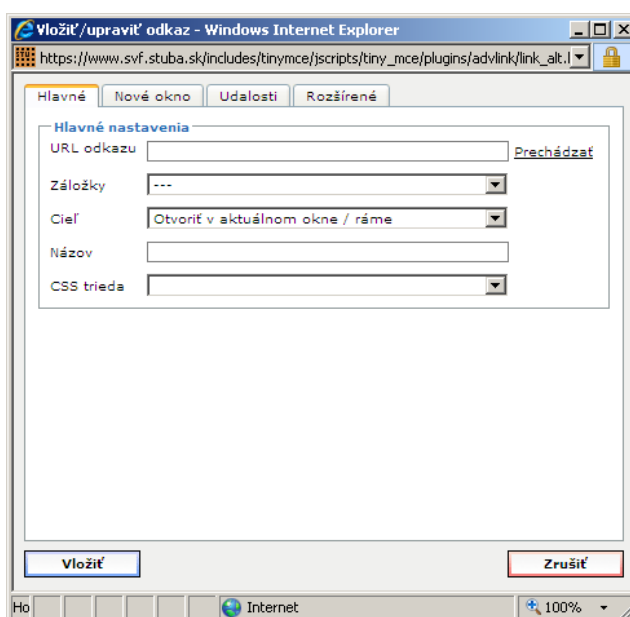 Vložiť/upraviť odkaz - Windows Internet Explorer
https://www.svf.stuba.sk/includes/tinymce/jscripts/tiny_mce/plugins/advlink/link_alt.l
Hlavné Nové okno Udalosti Rozšírené
Hlavné nastavenia
URL odkazu Prechádzať
Záložky ---
Cieľ Otvoriť v aktuálnom okne / ráme
Názov
CSS trieda
Vložiť Zrušiť
Ho Internet 100%